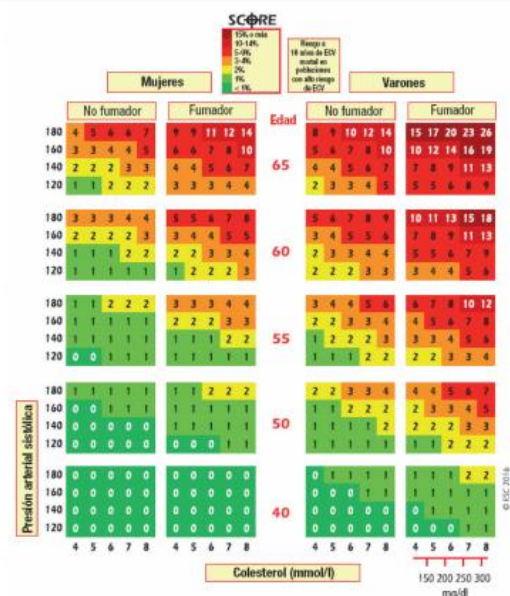 SCORE
15% o más
10-14%
5-9%
3-4%
2%
1%
< 1%
Riesgo a
10 años de ECV
mortal en
poblaciones
con alto riesgo
de ECV
Mujeres
Varones
No fumador
Fumador
Edad
No fumador
Fumador
180 4 5 6 6 7 9 9 11 12 14 8 9 10 12 14 15 17 20 23 26
160 3 3 4 4 5 6 6 7 8 10 5 6 7 8 10 10 12 14 16 19
140 2 2 2 3 3 4 4 5 6 7 4 4 5 6 7 7 8 9 11 13
120 1 1 2 2 2 3 3 3 4 4 2 3 3 4 5 5 5 6 8 9
65
180 3 3 3 4 4 5 5 6 7 8 5 6 7 8 9 10 11 13 15 18
160 2 2 2 2 3 3 4 4 5 5 3 4 5 5 6 7 8 9 11 13
140 1 1 1 2 2 2 2 3 3 4 2 3 3 4 4 5 5 6 7 9
120 1 1 1 1 1 1 2 2 2 3 2 2 2 3 3 3 4 4 5 6
60
180 1 1 2 2 2 3 3 3 4 4 3 4 4 5 6 6 7 8 10 12
160 1 1 1 1 1 2 2 2 3 3 2 2 3 3 4 4 5 6 7 8
140 1 1 1 1 1 1 1 1 2 2 1 2 2 2 3 3 3 4 5 6
120 0 0 1 1 1 1 1 1 1 1 1 1 1 2 2 2 2 3 3 4
55
180 1 1 1 1 1 1 1 2 2 2 2 2 3 3 4 4 4 5 6 7
160 0 0 1 1 1 1 1 1 1 1 1 1 2 2 2 2 3 3 4 5
140 0 0 0 0 0 1 1 1 1 1 1 1 1 1 2 2 2 2 3 3
120 0 0 0 0 0 0 0 0 1 1 1 1 1 1 1 1 1 2 2 2
50
180 0 0 0 0 0 0 0 0 0 0 0 1 1 1 1 1 1 1 2 2
160 0 0 0 0 0 0 0 0 0 0 0 0 0 1 1 1 1 1 1 1
140 0 0 0 0 0 0 0 0 0 0 0 0 0 0 0 0 1 1 1 1
120 0 0 0 0 0 0 0 0 0 0 0 0 0 0 0 0 0 0 1 1
40
4 5 6 7 8 4 5 6 7 8 4 5 6 7 8 4 5 6 7 8
Presión arterial sistólica
Colesterol (mmol/l)
150 200 250 300
mg/dl
© ESC 2016